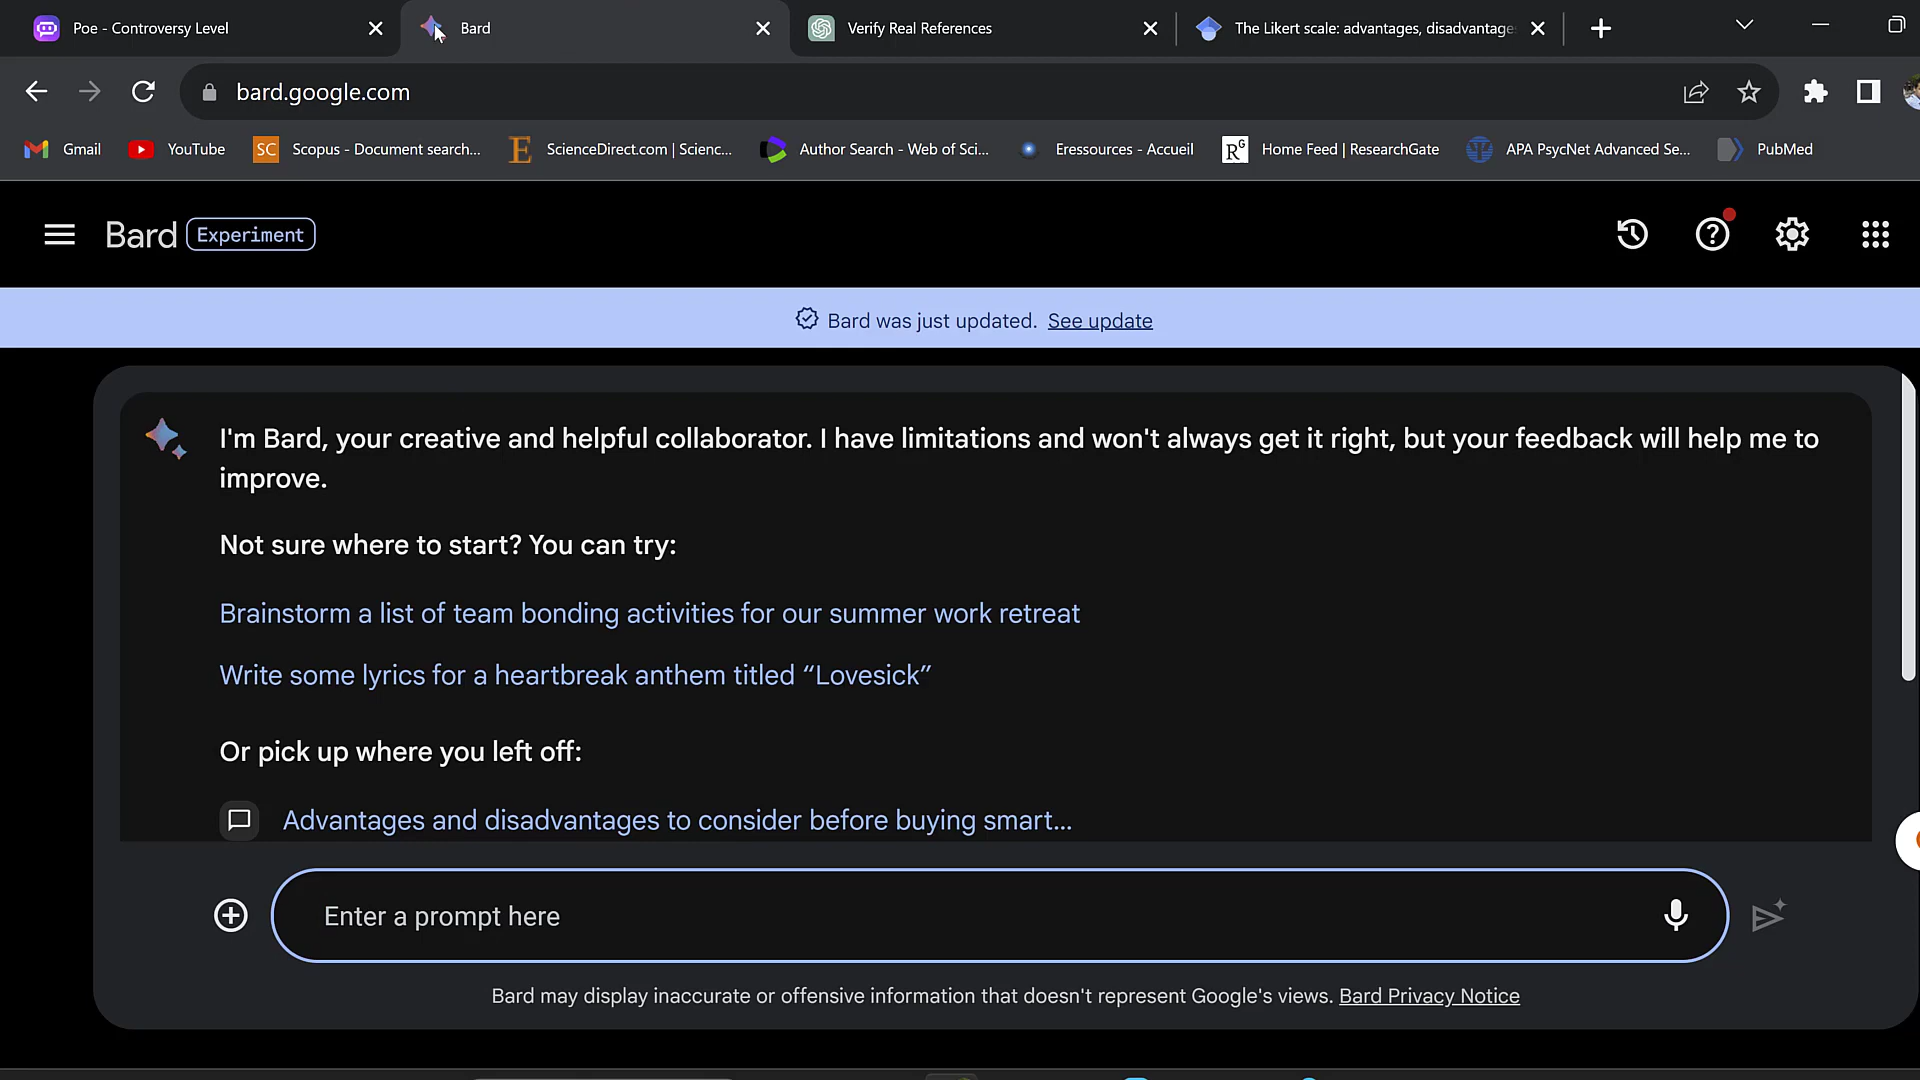 Poe - Controversy Level
Bard
Verify Real References
The Likert scale: advantages, disadvantages
bard.google.com
Gmail
YouTube
SC
Scopus - Document search...
E
ScienceDirect.com | Scienc...
Author Search - Web of Sci...
Eressources - Accueil
RG
Home Feed | ResearchGate
APA PsycNet Advanced Se...
PubMed
Bard Experiment
Bard was just updated. See update
I'm Bard, your creative and helpful collaborator. I have limitations and won't always get it right, but your feedback will help me to
improve.
Not sure where to start? You can try:
Brainstorm a list of team bonding activities for our summer work retreat
Write some lyrics for a heartbreak anthem titled “Lovesick”
Or pick up where you left off:
Advantages and disadvantages to consider before buying smart...
Enter a prompt here
Bard may display inaccurate or offensive information that doesn't represent Google's views. Bard Privacy Notice